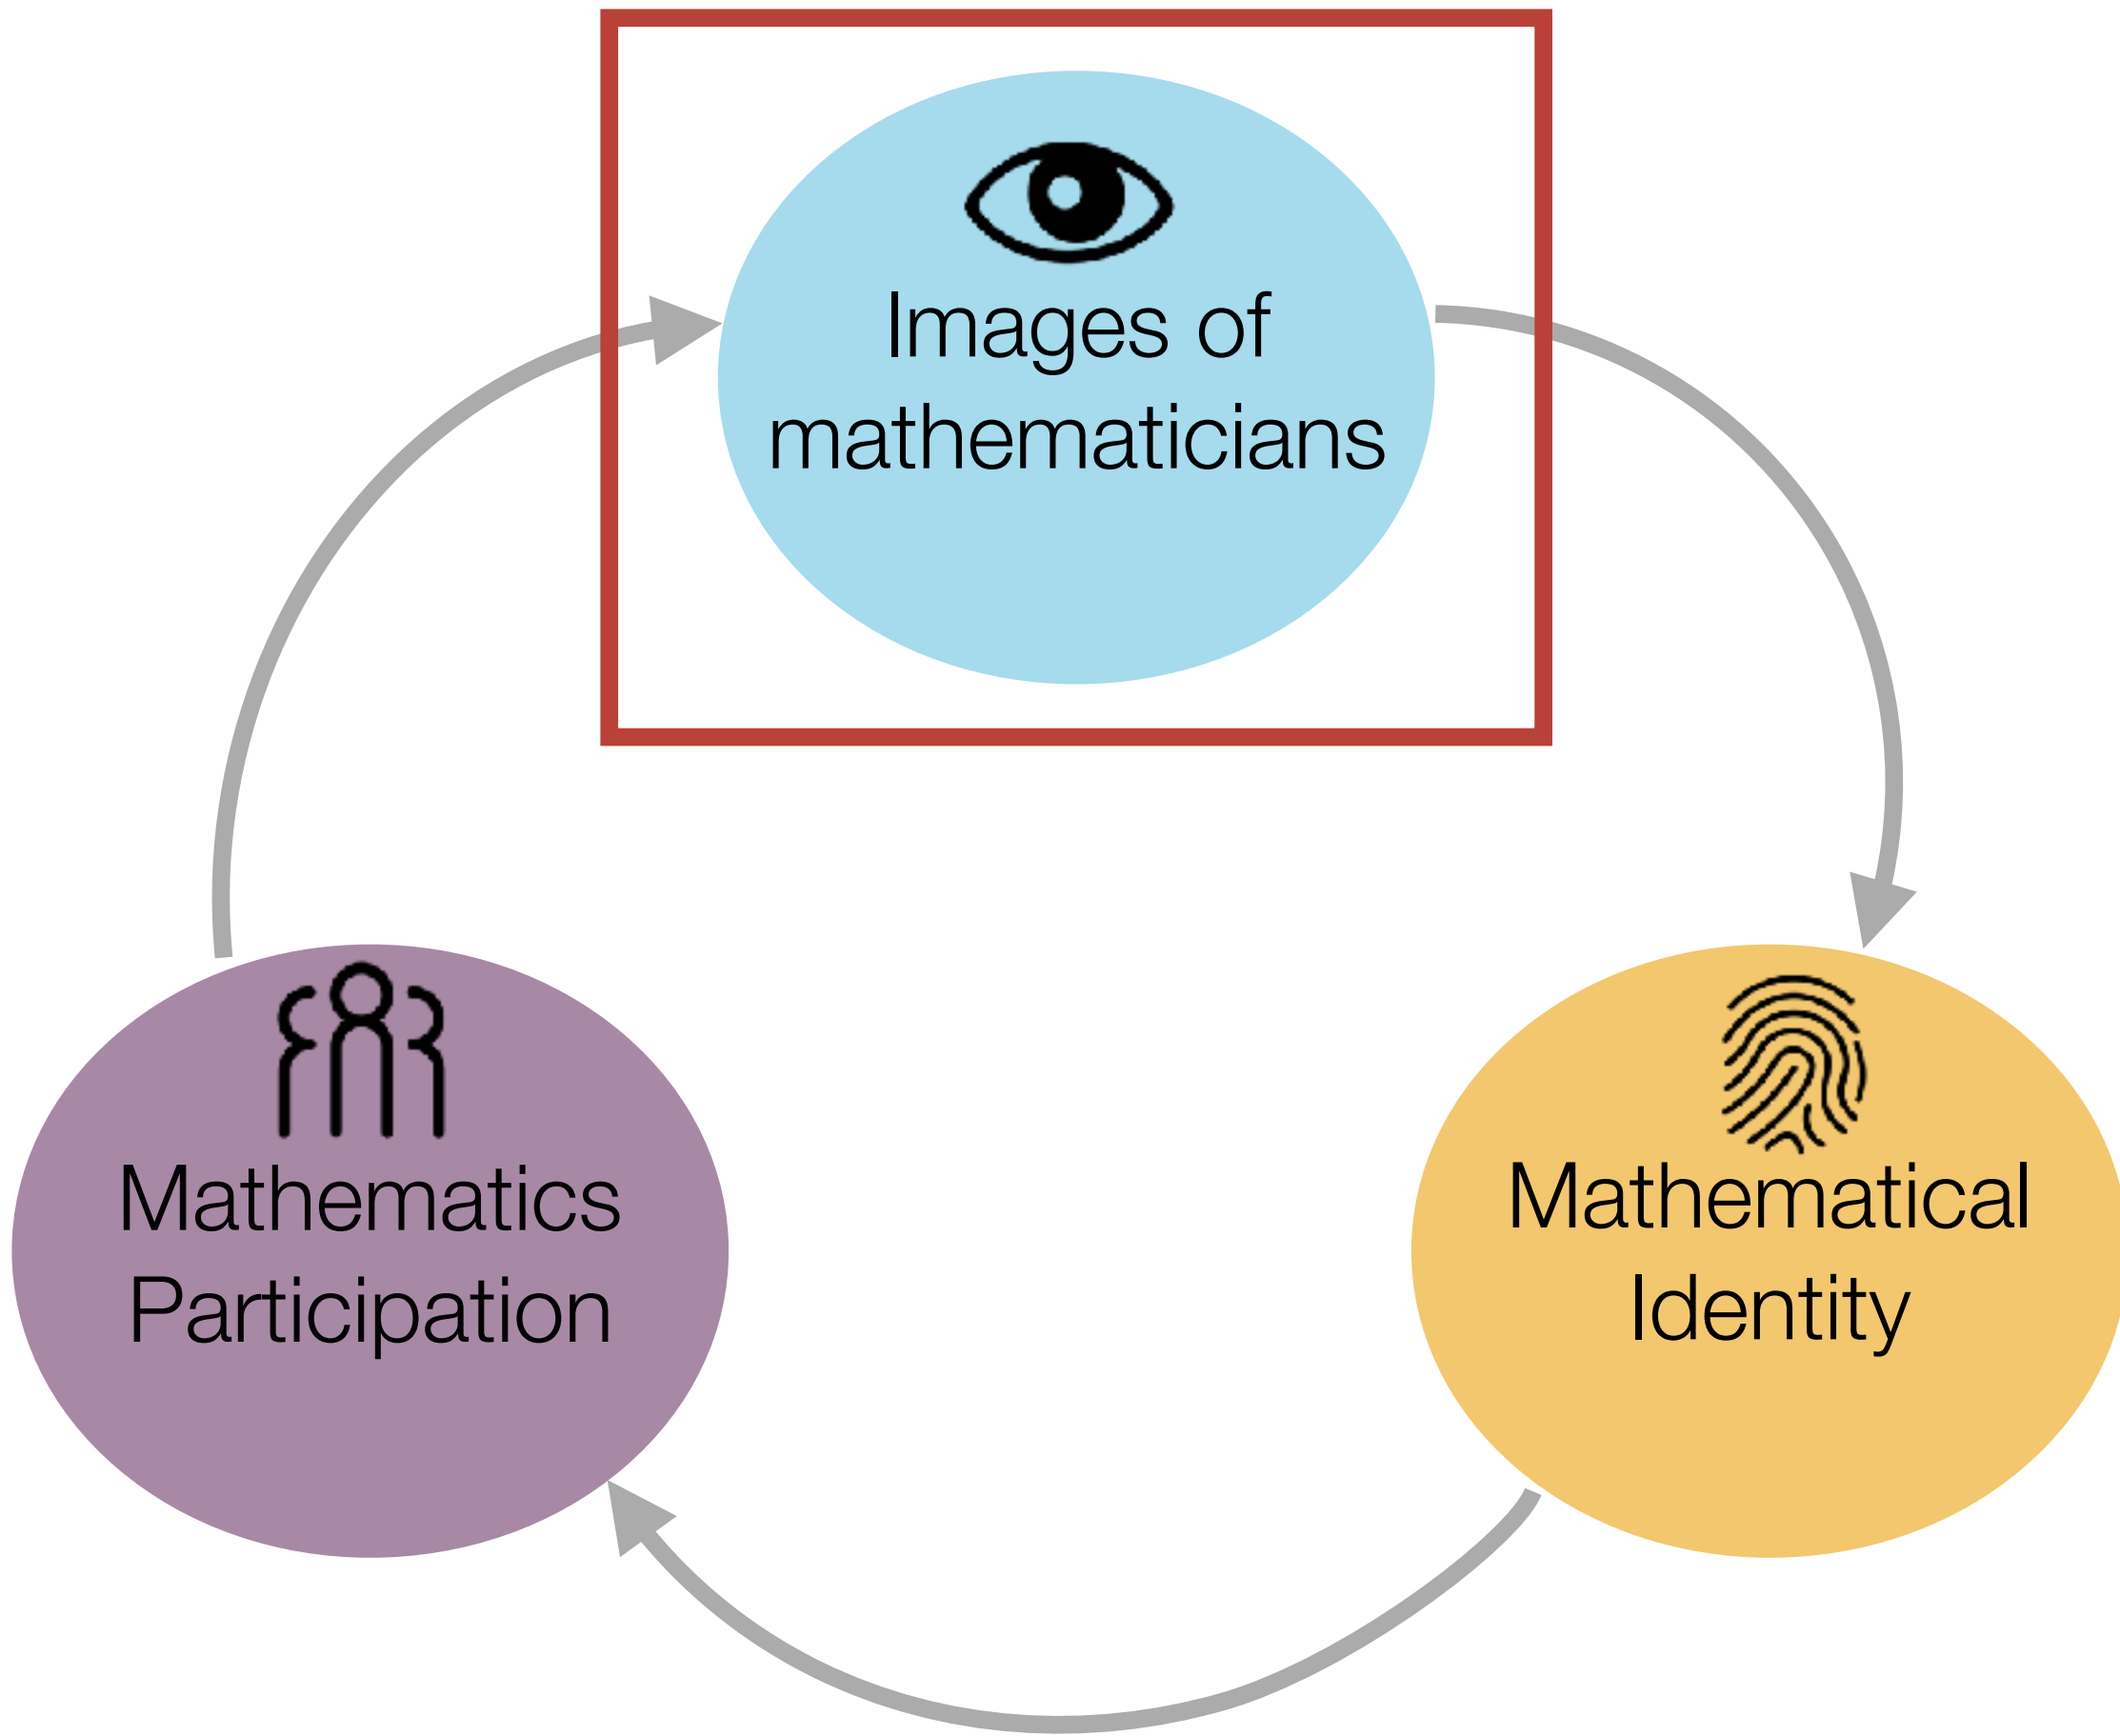 Images of
mathematicians
Mathematics
Participation
Mathematical
Identity